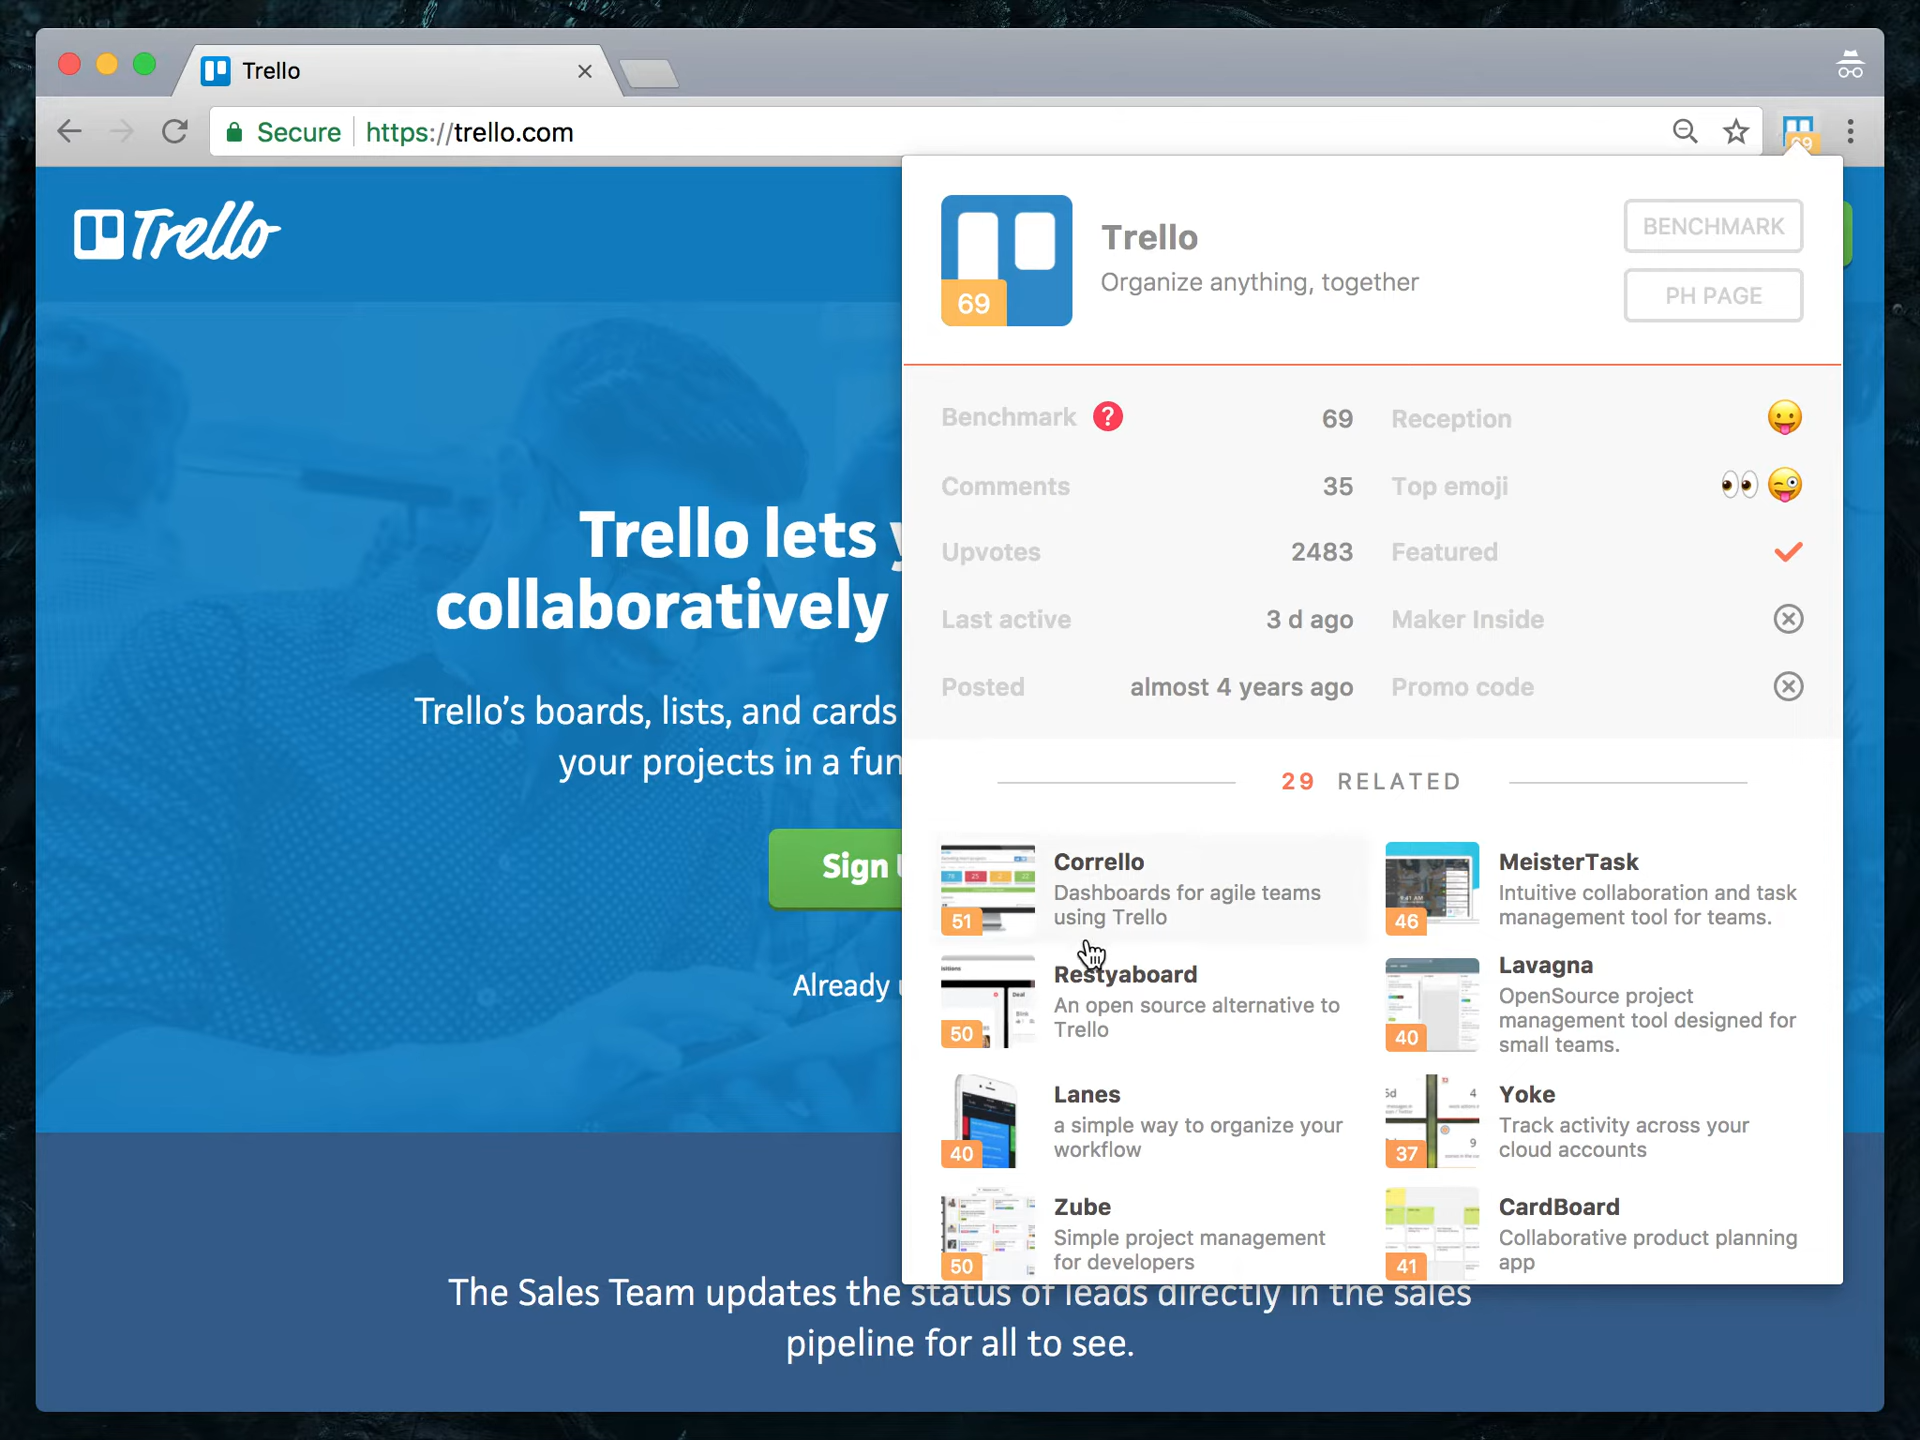 Trello
Secure
https://trello.com
69
Trello
Trello lets
collaboratively
Trello's boards, lists, and cards
your projects in a fun
Sign
Already
The Sales Team updates the status of leads directly in the sales
pipeline for all to see.
69
Trello
Organize anything, together
BENCHMARK
PH PAGE
Benchmark ? 69
Reception
Comments 35
Top emoji
Upvotes 2483
Featured
Last active 3 d ago
Maker Inside
Posted almost 4 years ago
Promo code
29 RELATED
51
Corrello
Dashboards for agile teams
using Trello
46
MeisterTask
Intuitive collaboration and task
management tool for teams.
50
Restyaboard
An open source alternative to
Trello
40
Lavagna
OpenSource project
management tool designed for
small teams.
40
Lanes
a simple way to organize your
workflow
37
Yoke
Track activity across your
cloud accounts
50
Zube
Simple project management
for developers
41
CardBoard
Collaborative product planning
app